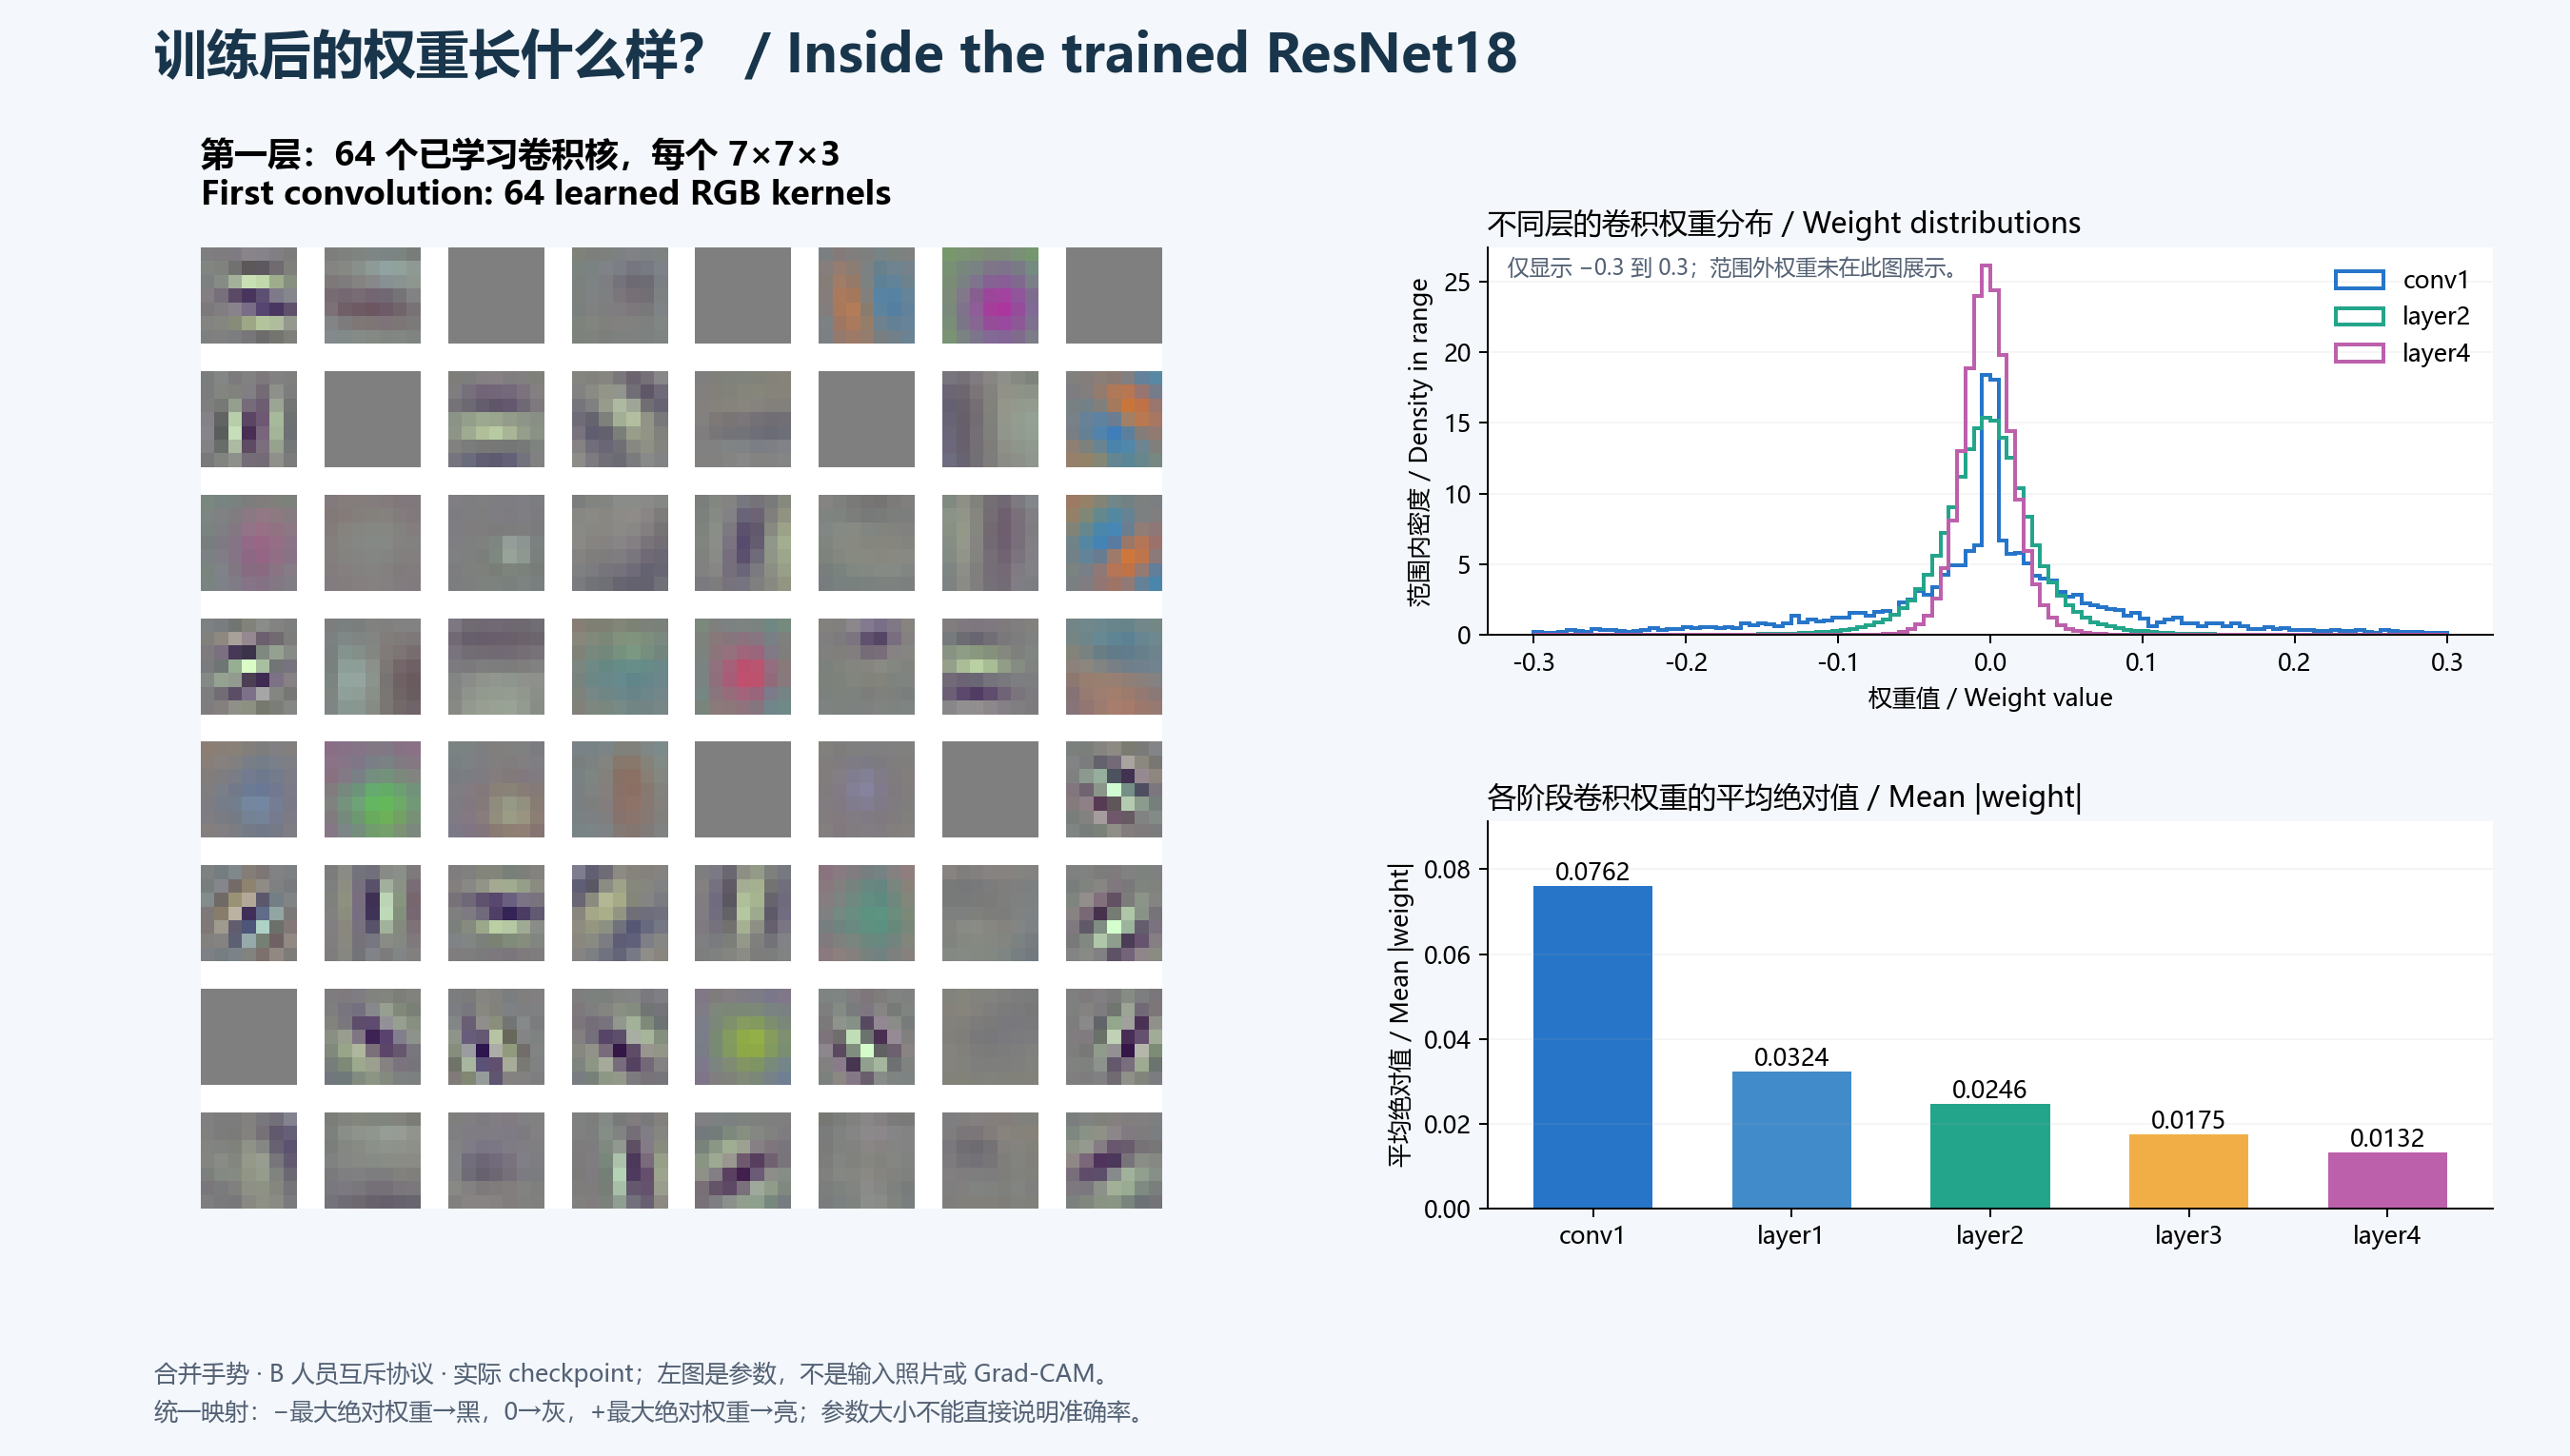 训练后的权重长什么样？ / Inside the trained ResNet18
第一层：64 个已学习卷积核，每个 7×7×3
First convolution: 64 learned RGB kernels
不同层的卷积权重分布 / Weight distributions
仅显示 −0.3 到 0.3；范围外权重未在此图展示。
conv1
layer2
layer4
范围内密度 / Density in range
25
20
15
10
5
0
-0.3
-0.2
-0.1
0.0
0.1
0.2
0.3
权重值 / Weight value
各阶段卷积权重的平均绝对值 / Mean |weight|
平均绝对值 / Mean |weight|
0.08
0.06
0.04
0.02
0.00
0.0762
0.0324
0.0246
0.0175
0.0132
conv1
layer1
layer2
layer3
layer4
合并手势 · B 人员互斥协议 · 实际 checkpoint；左图是参数，不是输入照片或 Grad-CAM。
统一映射：−最大绝对权重→黑，0→灰，+最大绝对权重→亮；参数大小不能直接说明准确率。